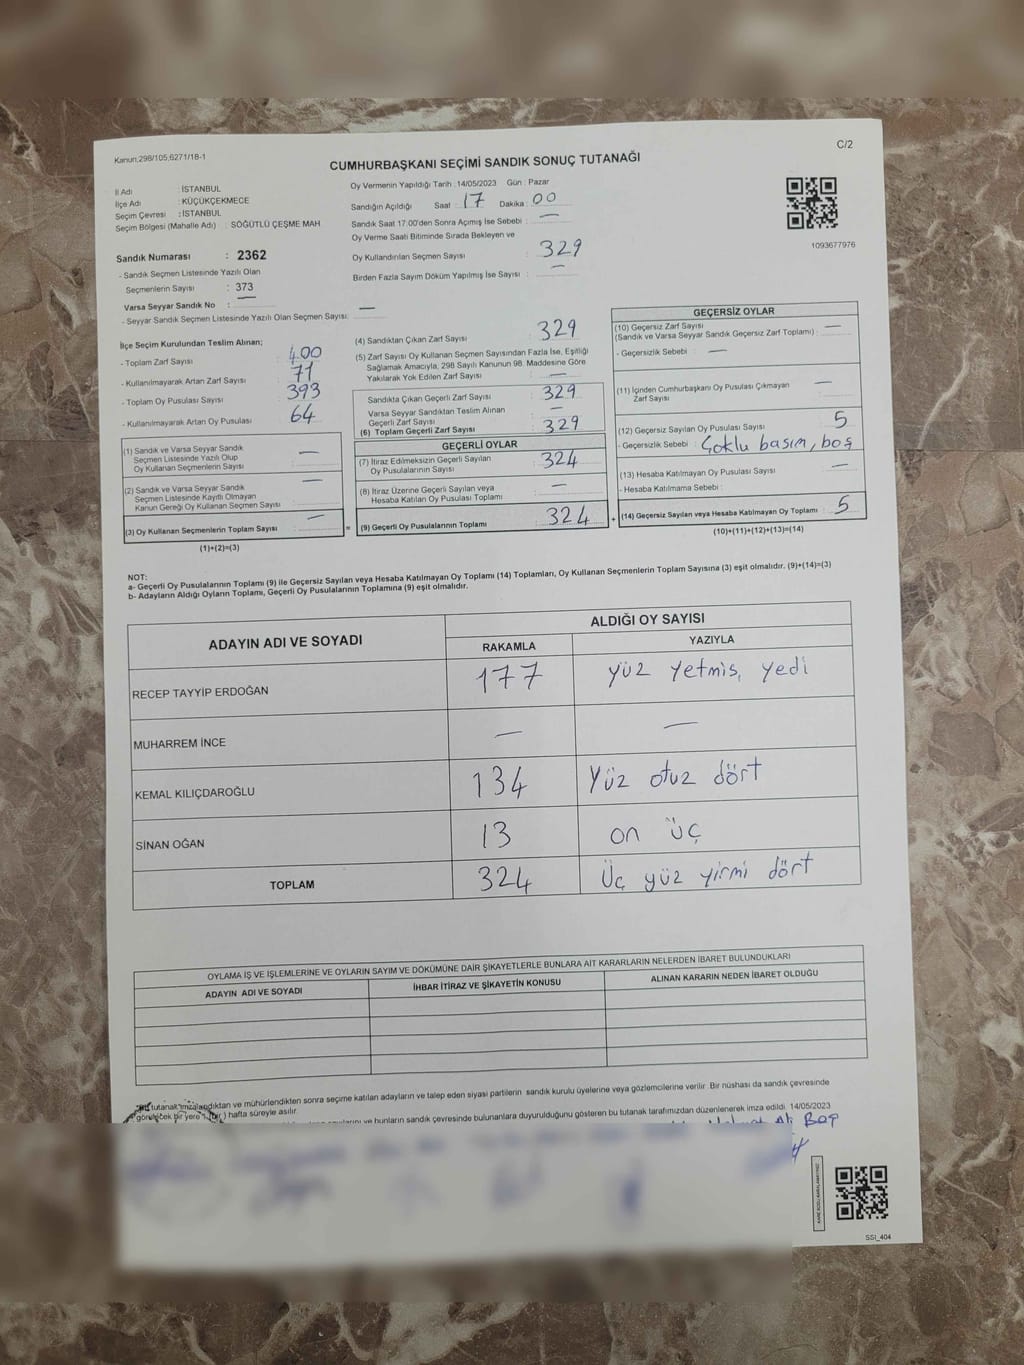 Kanun,298/105,6271/18-1
C/2
CUMHURBAŞKANI SEÇİMİ SANDIK SONUÇ TUTANAĞI
İl Adı : İSTANBUL
İlçe Adı : KÜÇÜKÇEKMECE
Seçim Çevresi : İSTANBUL
Seçim Bölgesi (Mahalle Adı) : SÖĞÜTLÜ ÇEŞME MAH
Oy Vermenin Yapıldığı Tarih :14/05/2023 Gün : Pazar
Sandığın Açıldığı Saat : 17 Dakika : 00
Sandık Saat 17:00'den Sonra Açımış İse Sebebi : —
Oy Verme Saati Bitiminde Sırada Bekleyen ve
Oy Kullandırılan Seçmen Sayısı : 329
Birden Fazla Sayım Döküm Yapılmış İse Sayısı : —
1093677976
Sandık Numarası : 2362
- Sandık Seçmen Listesinde Yazılı Olan
Seçmenlerin Sayısı : 373
Varsa Seyyar Sandık No : —
- Seyyar Sandık Seçmen Listesinde Yazılı Olan Seçmen Sayısı: —
İlçe Seçim Kurulundan Teslim Alınan;
- Toplam Zarf Sayısı : 400
- Kullanılmayarak Artan Zarf Sayısı : 71
- Toplam Oy Pusulası Sayısı : 393
- Kullanılmayarak Artan Oy Pusulası : 64
(1) Sandık ve Varsa Seyyar Sandık
Seçmen Listesinde Yazılı Olup
Oy Kullanan Seçmenlerin Sayısı : —
(2) Sandık ve Varsa Seyyar Sandık
Seçmen Listesinde Kayıtlı Olmayan
Kanun Gereği Oy Kullanan Seçmen Sayısı : —
(3) Oy Kullanan Seçmenlerin Toplam Sayısı : —
(1)+(2)=(3)
(4) Sandıktan Çıkan Zarf Sayısı : 329
(5) Zarf Sayısı Oy Kullanan Seçmen Sayısından Fazla İse, Eşitliği
Sağlamak Amacıyla, 298 Sayılı Kanunun 98. Maddesine Göre
Yakılarak Yok Edilen Zarf Sayısı : —
Sandıkta Çıkan Geçerli Zarf Sayısı : 329
Varsa Seyyar Sandıktan Teslim Alınan
Geçerli Zarf Sayısı : —
(6) Toplam Geçerli Zarf Sayısı : 329
GEÇERLİ OYLAR
(7) İtiraz Edilmeksizin Geçerli Sayılan
Oy Pusulalarının Sayısı : 324
(8) İtiraz Üzerine Geçerli Sayılan veya
Hesaba Katılan Oy Pusulası Toplamı : —
= (9) Geçerli Oy Pusulalarının Toplamı : 324
GEÇERSİZ OYLAR
(10) Geçersiz Zarf Sayısı
(Sandık ve Varsa Seyyar Sandık Geçersiz Zarf Toplamı) : —
- Geçersizlik Sebebi : —
(11) İçinden Cumhurbaşkanı Oy Pusulası Çıkmayan
Zarf Sayısı : —
(12) Geçersiz Sayılan Oy Pusulası Sayısı : 5
- Geçersizlik Sebebi : Çoklu basım, boş
(13) Hesaba Katılmayan Oy Pusulası Sayısı : —
- Hesaba Katılmama Sebebi :
+ (14) Geçersiz Sayılan veya Hesaba Katılmayan Oy Toplamı : 5
(10)+(11)+(12)+(13)=(14)
NOT:
a- Geçerli Oy Pusulalarının Toplamı (9) ile Geçersiz Sayılan veya Hesaba Katılmayan Oy Toplamı (14) Toplamları, Oy Kullanan Seçmenlerin Toplam Sayısına (3) eşit olmalıdır. (9)+(14)=(3)
b- Adayların Aldığı Oyların Toplamı, Geçerli Oy Pusulalarının Toplamına (9) eşit olmalıdır.
ADAYIN ADI VE SOYADI
ALDIĞI OY SAYISI
RAKAMLA YAZIYLA
RECEP TAYYİP ERDOĞAN 177 yüz yetmiş yedi
MUHARREM İNCE — —
KEMAL KILIÇDAROĞLU 134 Yüz otuz dört
SİNAN OĞAN 13 on üç
TOPLAM 324 Üç yüz yirmi dört
OYLAMA İŞ VE İŞLEMLERİNE VE OYLARIN SAYIM VE DÖKÜMÜNE DAİR ŞİKAYETLERLE BUNLARA AİT KARARLARIN NELERDEN İBARET BULUNDUKLARI
ADAYIN ADI VE SOYADI İHBAR İTİRAZ VE ŞİKAYETİN KONUSU ALINAN KARARIN NEDEN İBARET OLDUĞU
tutanak imzalandıktan ve mühürlendikten sonra seçime katılan adayların ve talep eden siyasi partilerin sandık kurulu üyelerine veya gözlemcilerine verilir. Bir nüshası da sandık çevresinde
görülecek bir yere hafta süreyle asılır.
ve bunların sandık çevresinde bulunanlara duyurulduğunu gösteren bu tutanak tarafımızdan düzenlenerek imza edildi. 14/05/2023
SSI_404